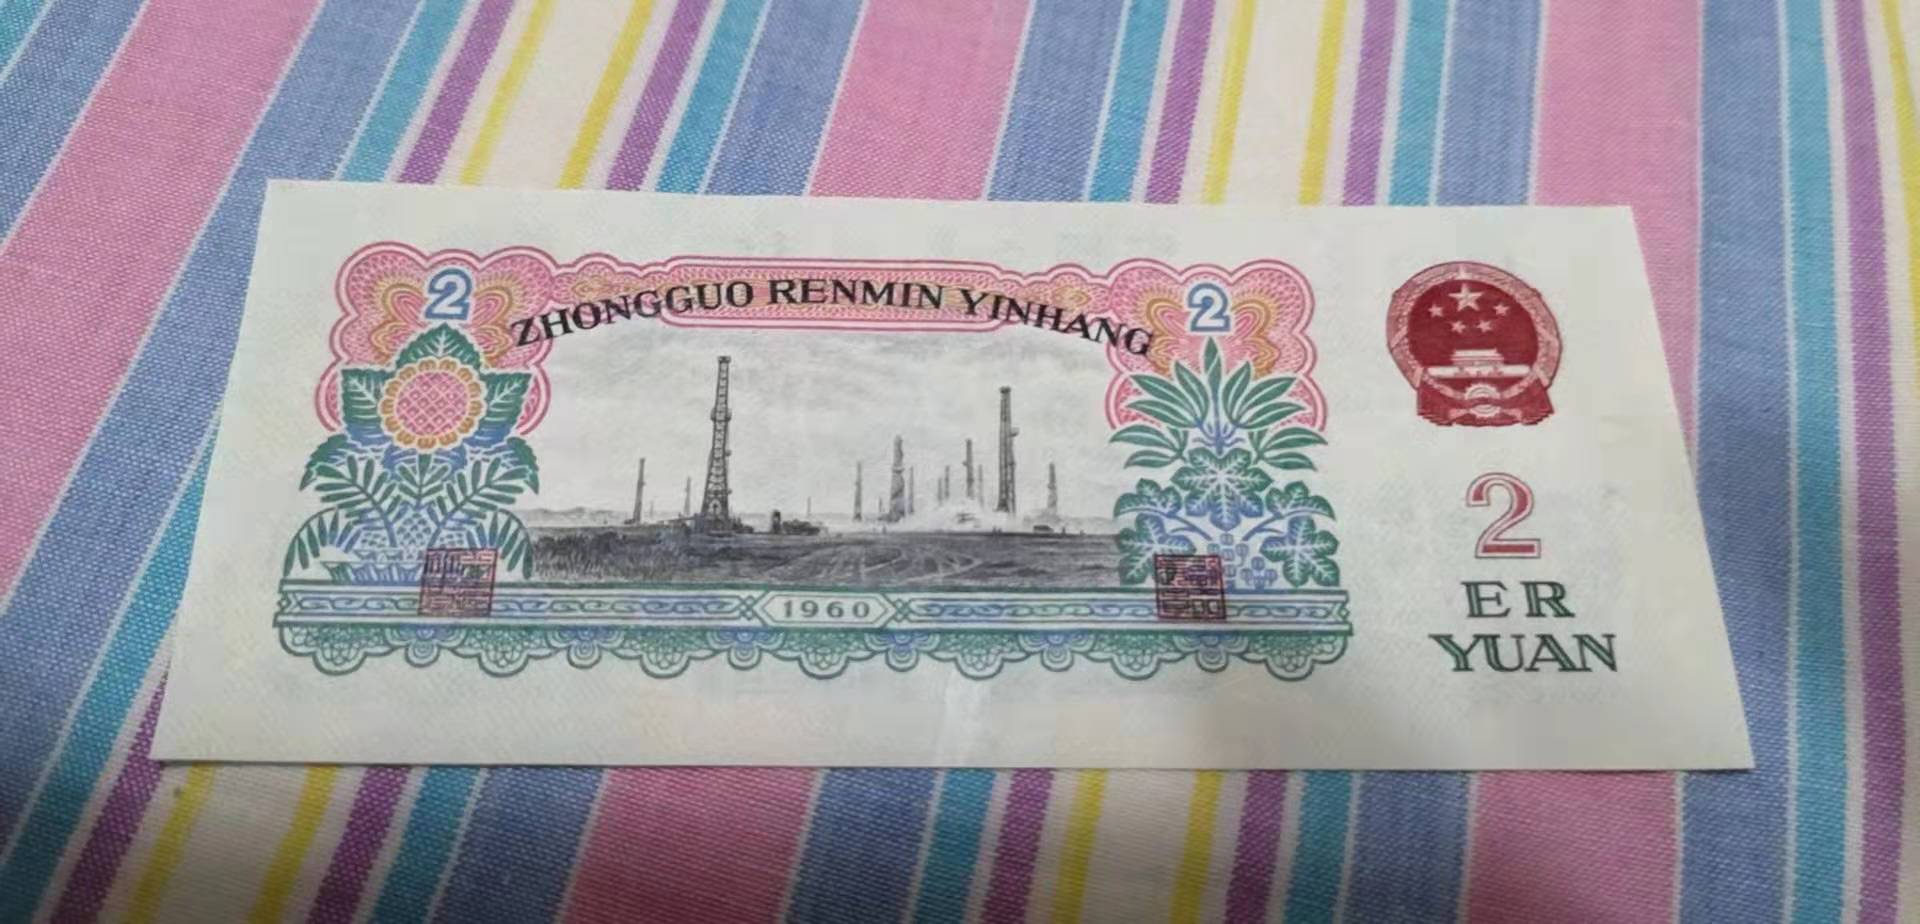 2 2
ZHONGGUO RENMIN YINHANG
1960
2
ER
YUAN